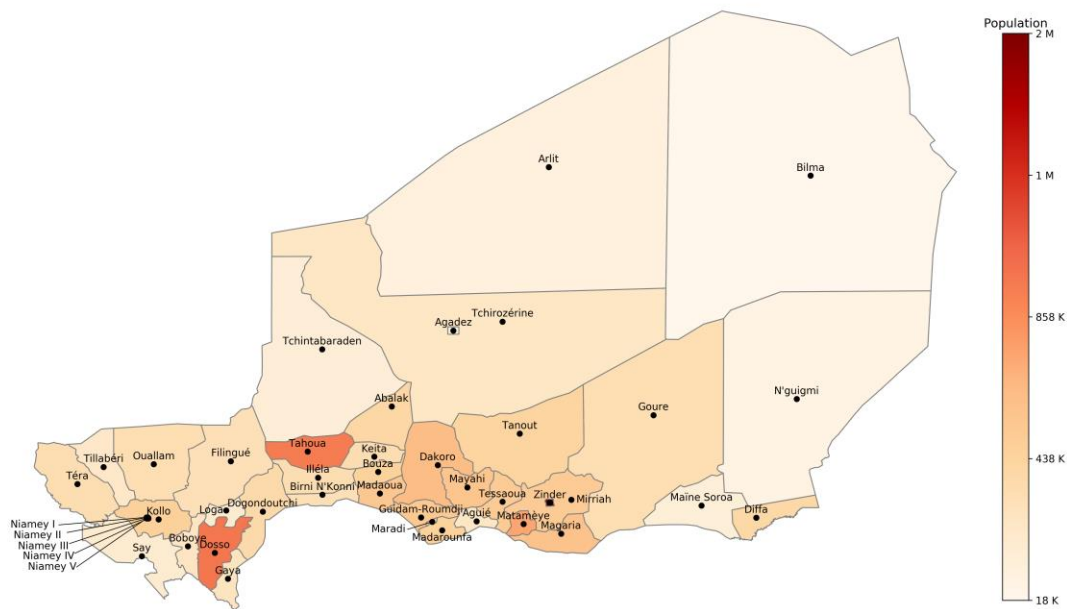 Population
2 M
Arlit
Bilma
1 M
Tchirozérine
Agadez
858 K
Tchintabaraden
N'guigmi
Abalak
Goure
Tanout
Tahoua
Keita
Filingué
Ouallam
Tillabéri
438 K
Bouza
Dakoro
Téra
Illéla
Mayahi
Birni N'Konni
Madaoua
Tessaoua
Zinder
Mirriah
Maïne Soroa
Dogondoutchi
Loga
Kollo
Guidam-Roumdji
Aguié
Matamèye
Diffa
Niamey I
Niamey II
Maradi
Madarounfa
Magaria
Niamey III
Boboye
Dosso
Say
Niamey IV
Niamey V
Gaya
18 K